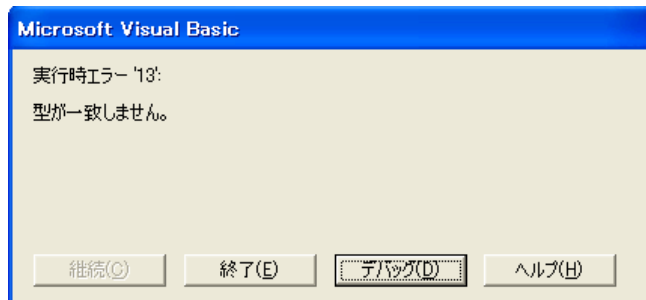 Microsoft Visual Basic
実行時エラー '13':
型が一致しません。
継続(C)
終了(E)
デバッグ(D)
ヘルプ(H)